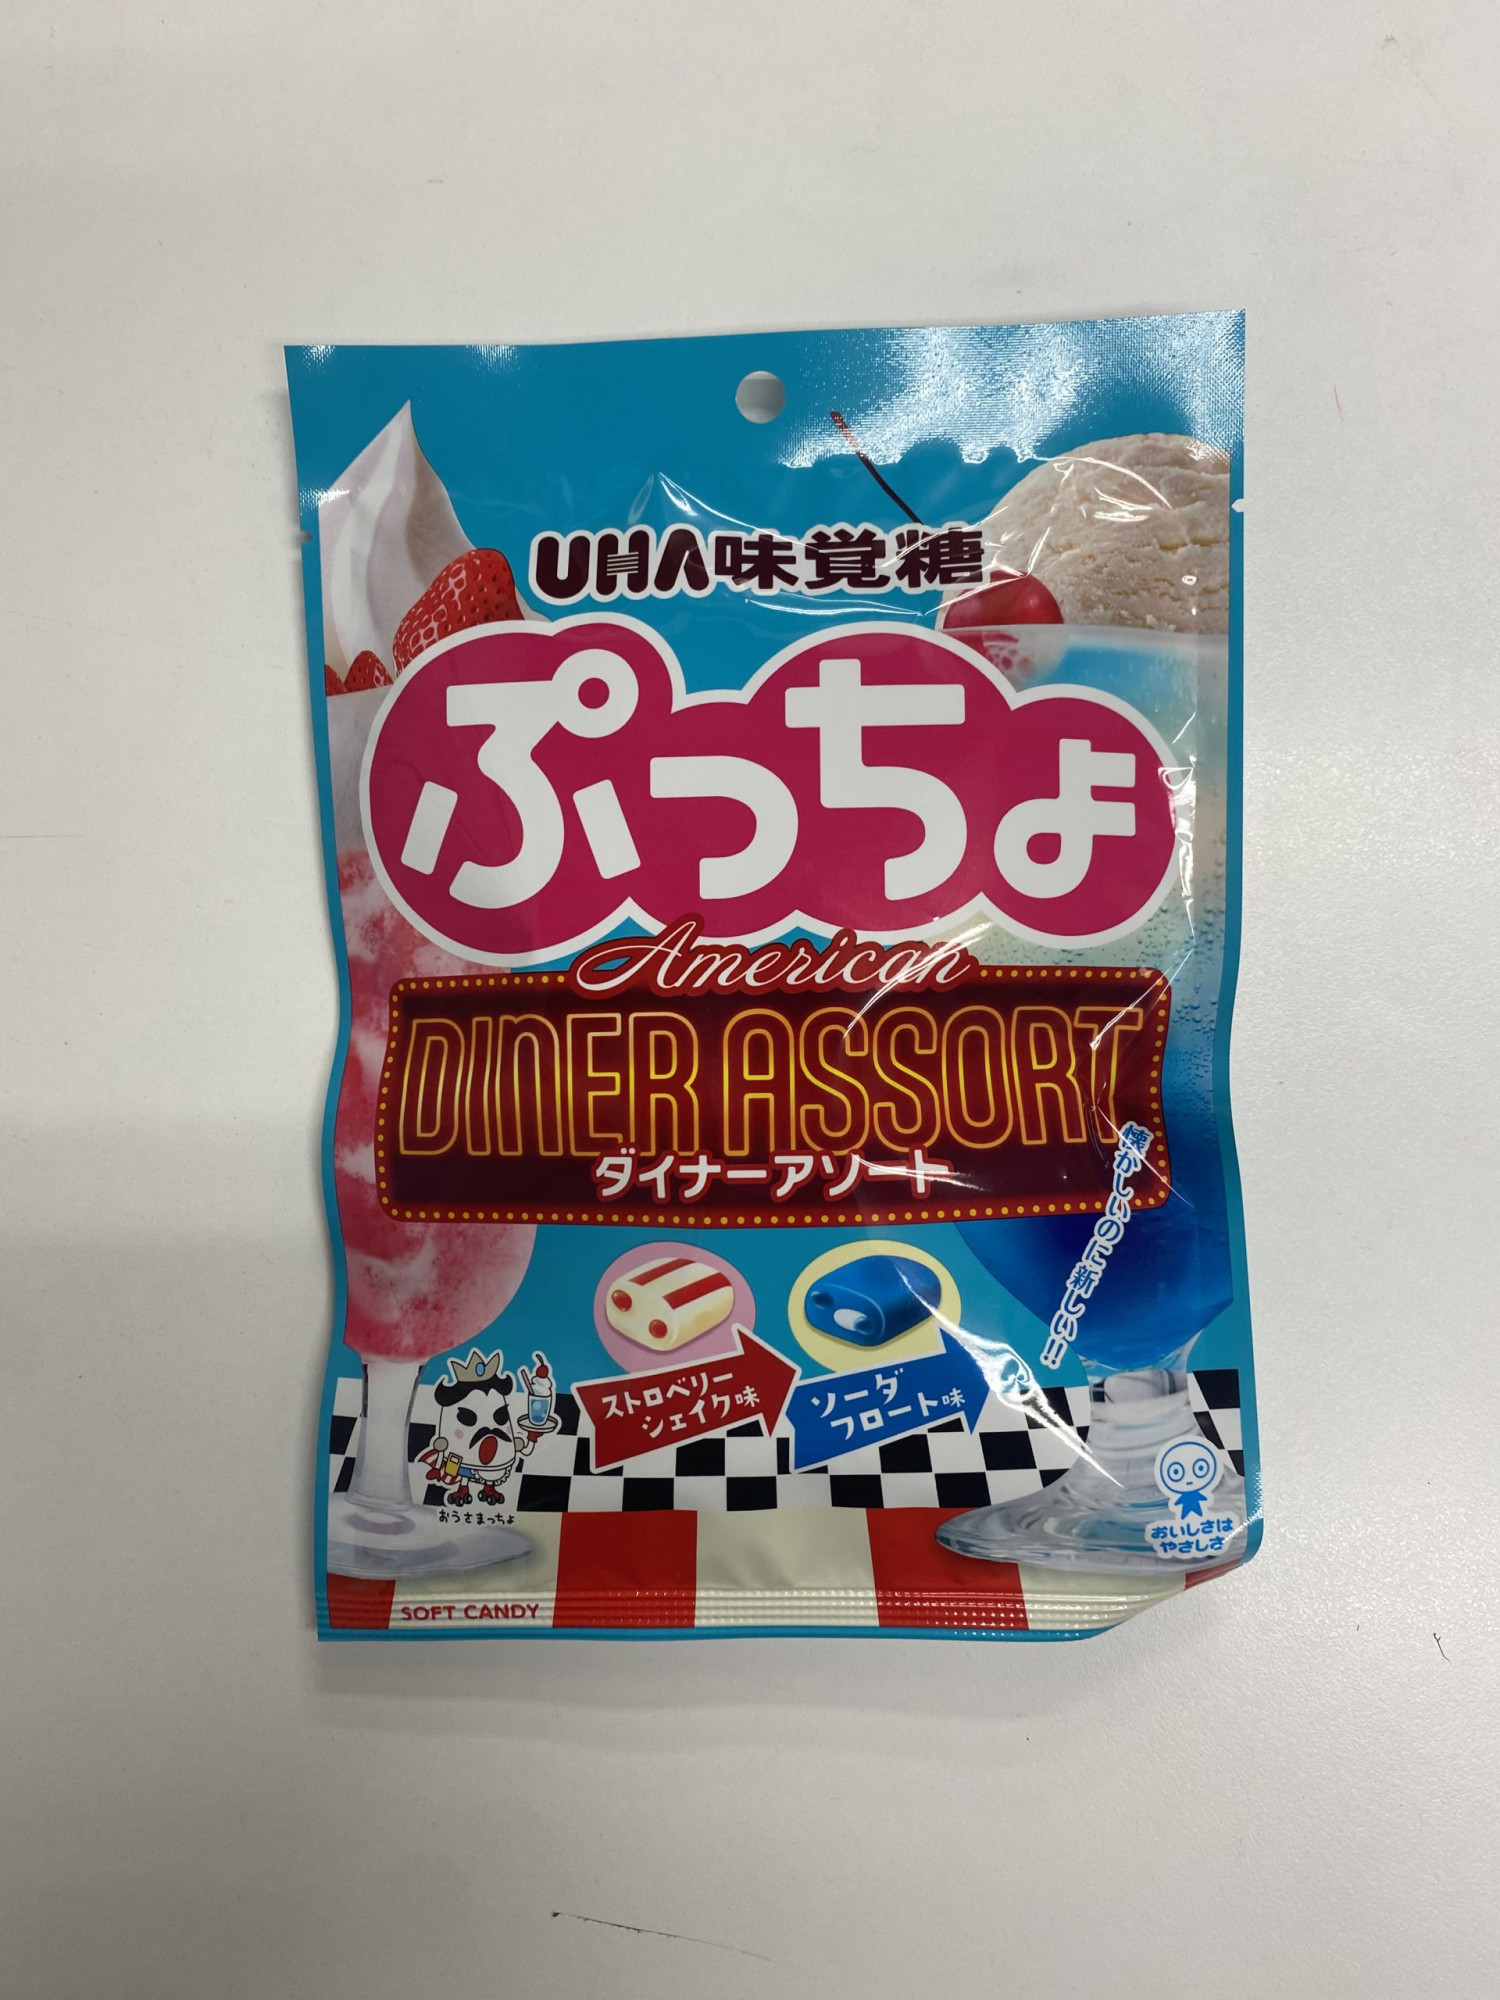 UHA味覚糖
ぷっちょ
American
DINER ASSORT
ダイナーアソート
懐かしいのに新しい!!
ストロベリー
シェイク味
ソーダ
フロート味
おうさまっちょ
おいしさは
やさしさ
SOFT CANDY